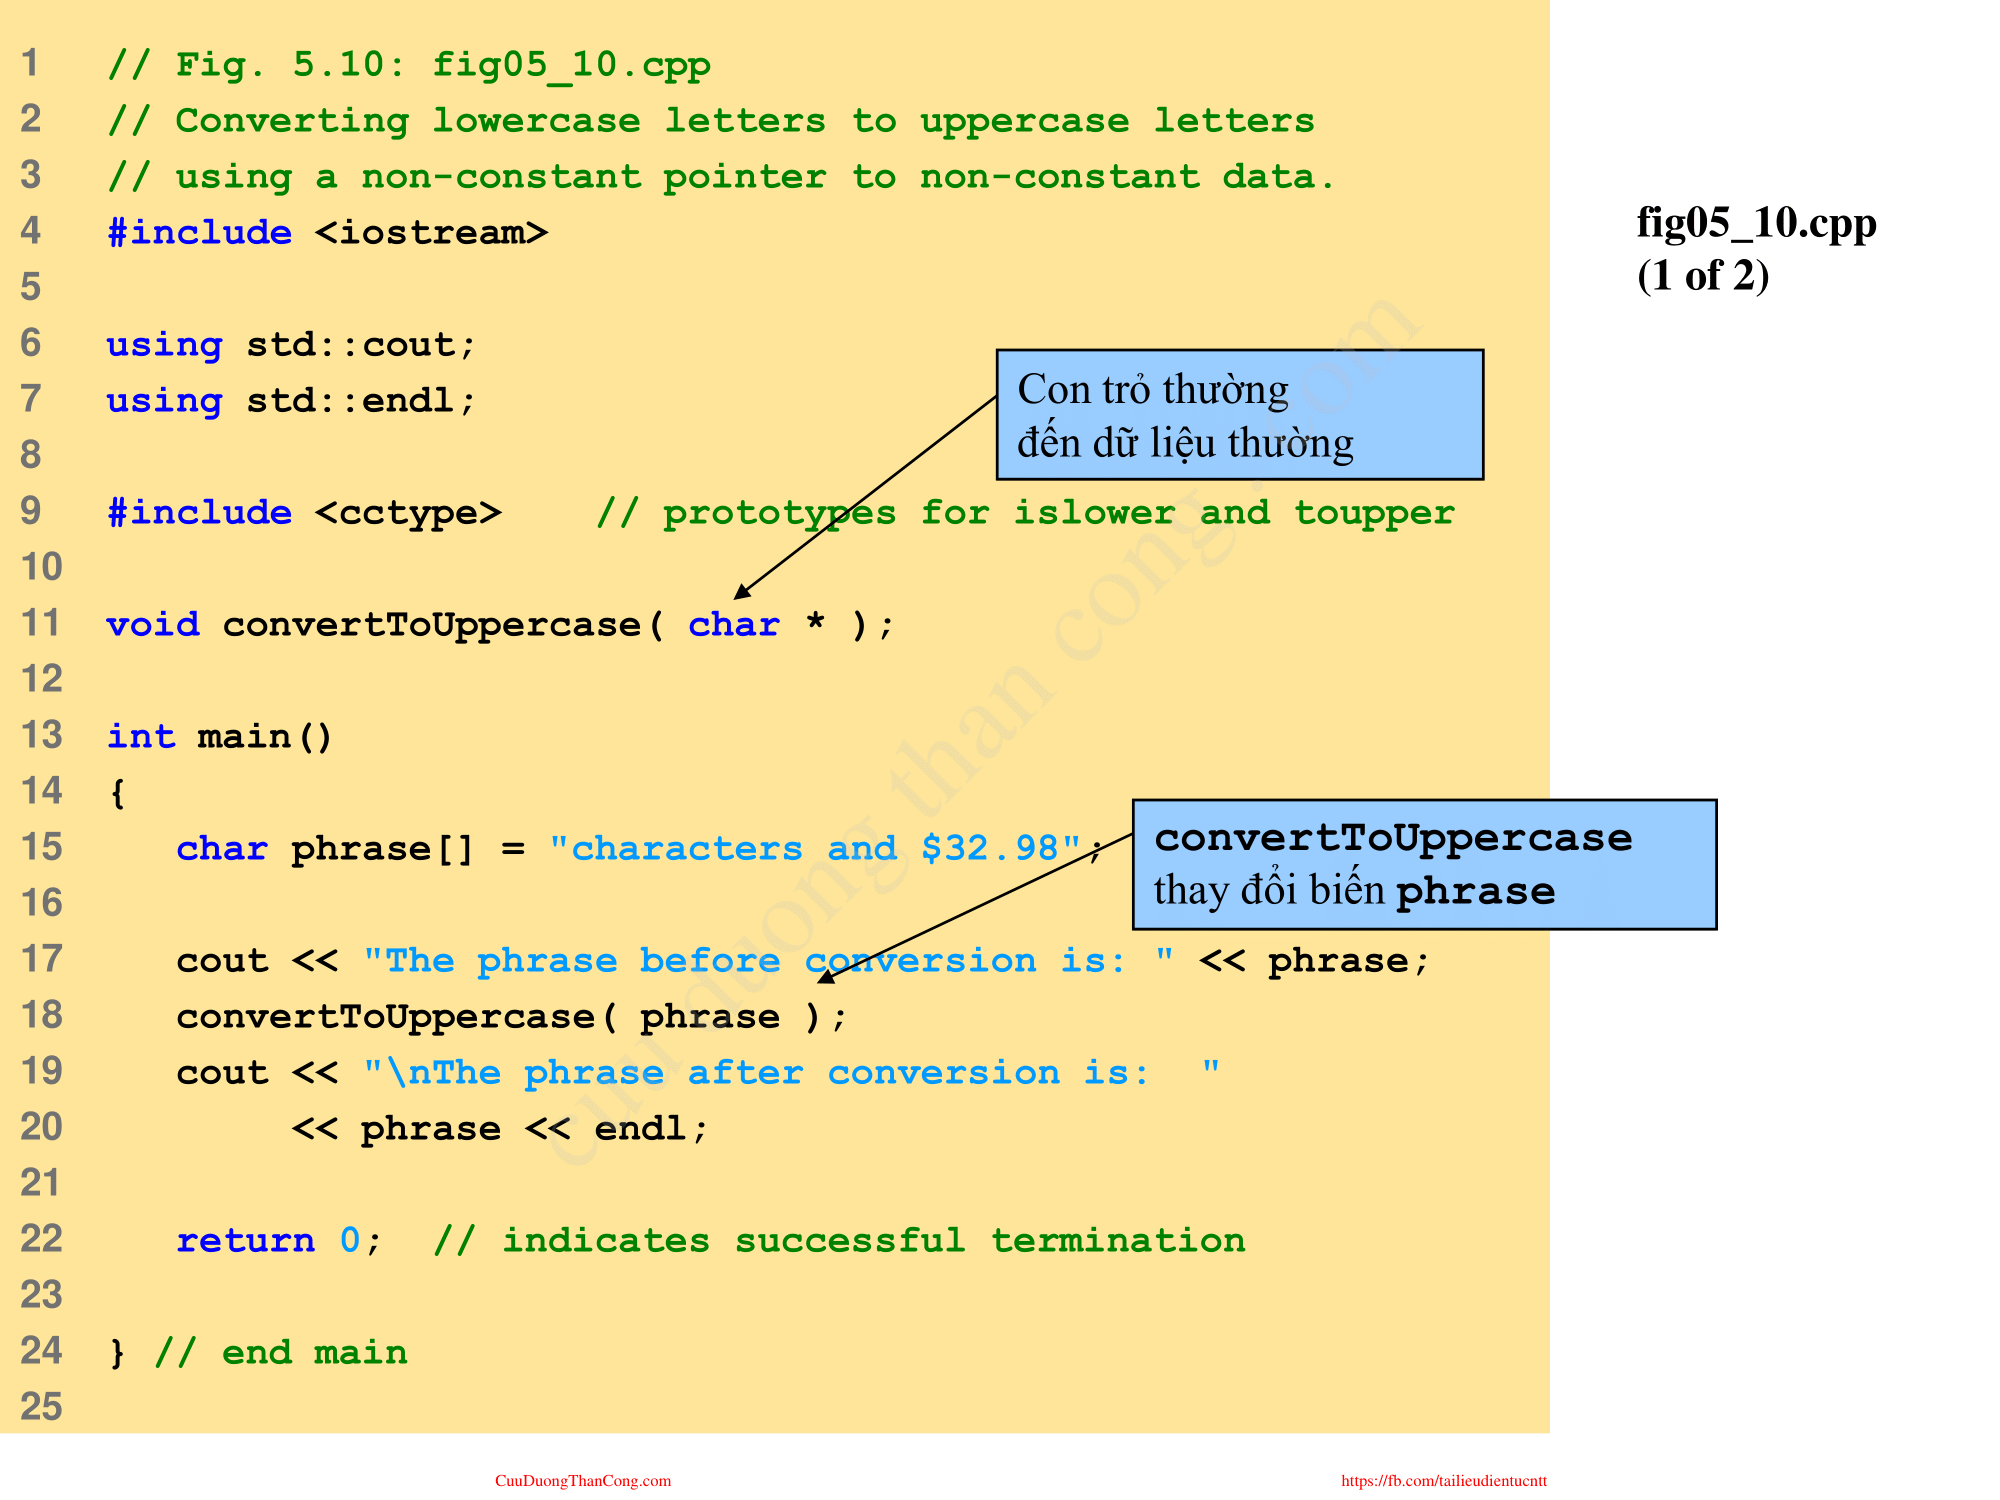 1 // Fig. 5.10: fig05_10.cpp
2 // Converting lowercase letters to uppercase letters
3 // using a non-constant pointer to non-constant data.
4 #include <iostream>
5
6 using std::cout;
7 using std::endl;
8
9 #include <cctype> // prototypes for islower and toupper
10
11 void convertToUppercase( char * );
12
13 int main()
14 {
15 char phrase[] = "characters and $32.98";
16
17 cout << "The phrase before conversion is: " << phrase;
18 convertToUppercase( phrase );
19 cout << "\nThe phrase after conversion is:  "
20 << phrase << endl;
21
22 return 0; // indicates successful termination
23
24 } // end main
25
fig05_10.cpp
(1 of 2)
Con trỏ thường
đến dữ liệu thường
convertToUppercase
thay đổi biến phrase
cuu duong than cong . com
CuuDuongThanCong.com
https://fb.com/tailieudientucntt